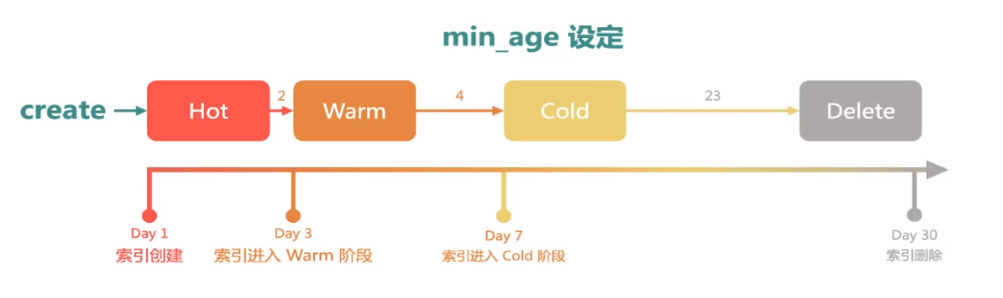 min_age 设定
create
Hot
2
Warm
4
Cold
23
Delete
Day 1
索引创建
Day 3
索引进入 Warm 阶段
Day 7
索引进入 Cold 阶段
Day 30
索引删除